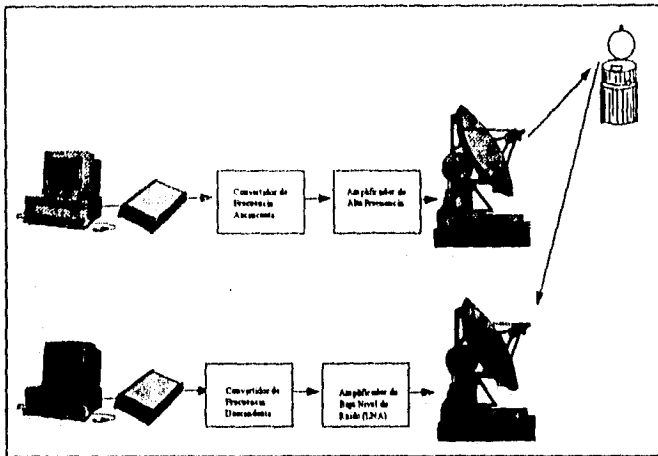 Convertidor de
Frecuencia
Ascendente
Amplificador de
Alta Frecuencia
Convertidor de
Frecuencia
Descendente
Amplificador de
Bajo Nivel de
Ruido (LNA)